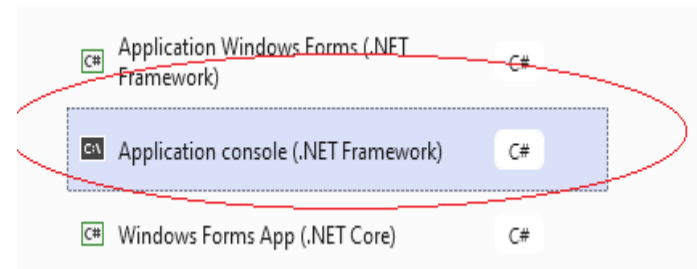 Application Windows Forms (.NET
Framework)
C#
C#
C:\
Application console (.NET Framework)
C#
C#
Windows Forms App (.NET Core)
C#